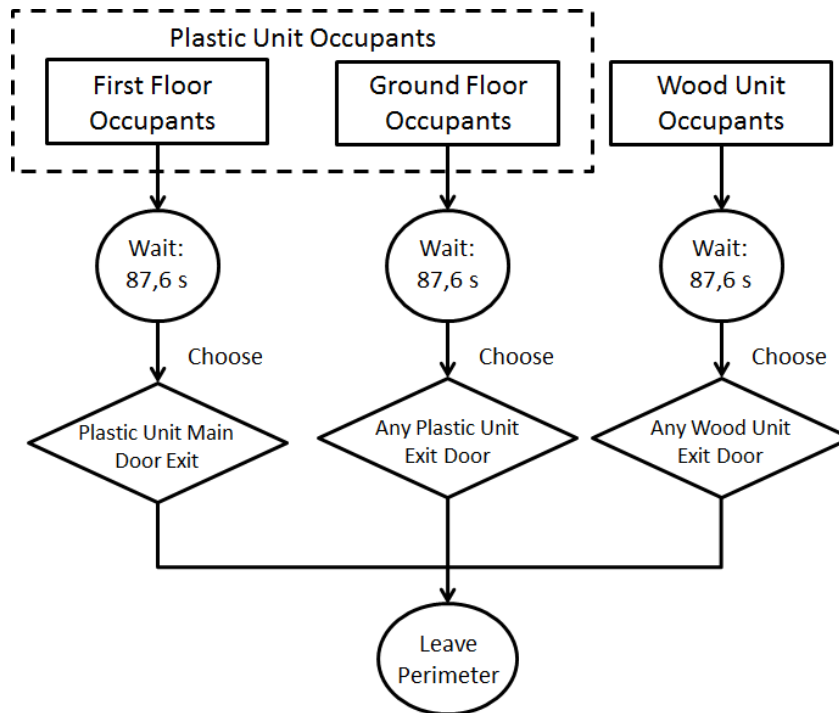 Plastic Unit Occupants
First Floor
Occupants
Ground Floor
Occupants
Wood Unit
Occupants
Wait:
87,6 s
Wait:
87,6 s
Wait:
87,6 s
Choose
Choose
Choose
Plastic Unit Main
Door Exit
Any Plastic Unit
Exit Door
Any Wood Unit
Exit Door
Leave
Perimeter